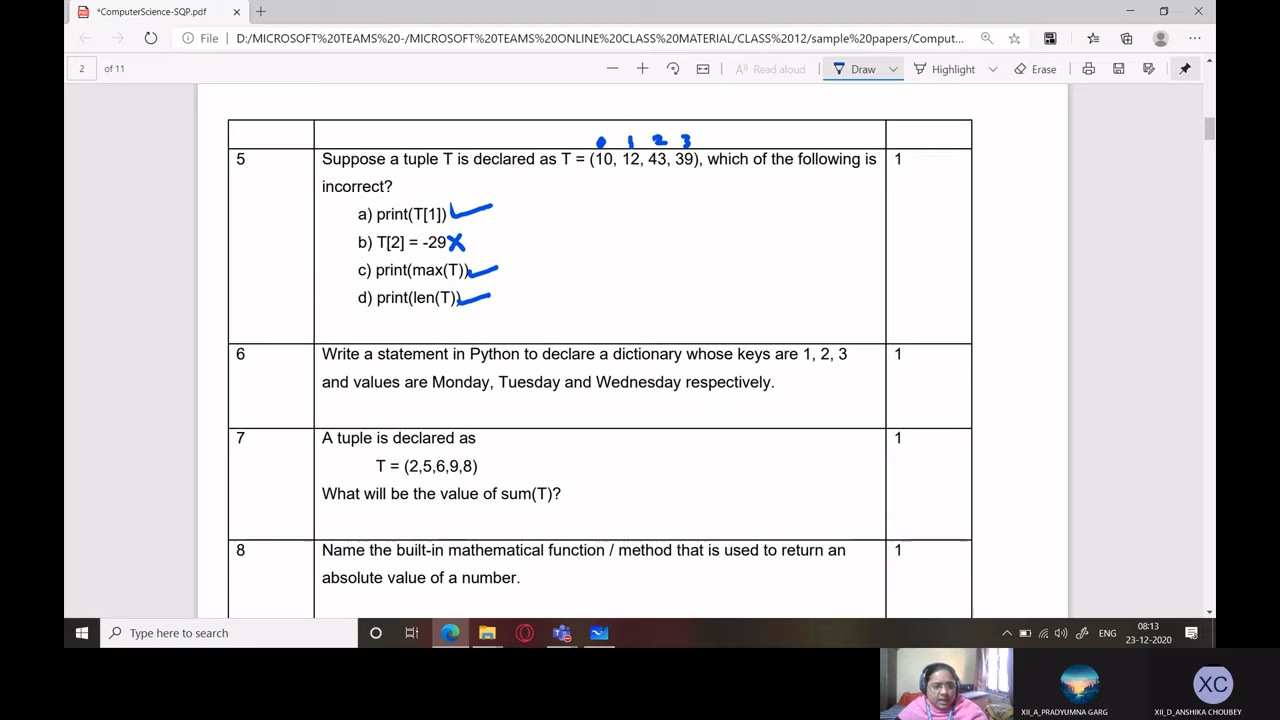 *ComputerScience-SQP.pdf
File
D:/MICROSOFT%20TEAMS%20-/MICROSOFT%20TEAMS%20ONLINE%20CLASS%20MATERIAL/CLASS%2012/sample%20papers/Comput...
2 of 11
Read aloud
Draw
Highlight
Erase
0 1 2 3
5 Suppose a tuple T is declared as T = (10, 12, 43, 39), which of the following is 1
incorrect?
a) print(T[1])
b) T[2] = -29
c) print(max(T))
d) print(len(T))
6 Write a statement in Python to declare a dictionary whose keys are 1, 2, 3 1
and values are Monday, Tuesday and Wednesday respectively.
7 A tuple is declared as 1
T = (2,5,6,9,8)
What will be the value of sum(T)?
8 Name the built-in mathematical function / method that is used to return an 1
absolute value of a number.
Type here to search
ENG
08:13
23-12-2020
XC
XII_A_PRADYUMNA GARG
XII_D_ANSHIKA CHOUBEY